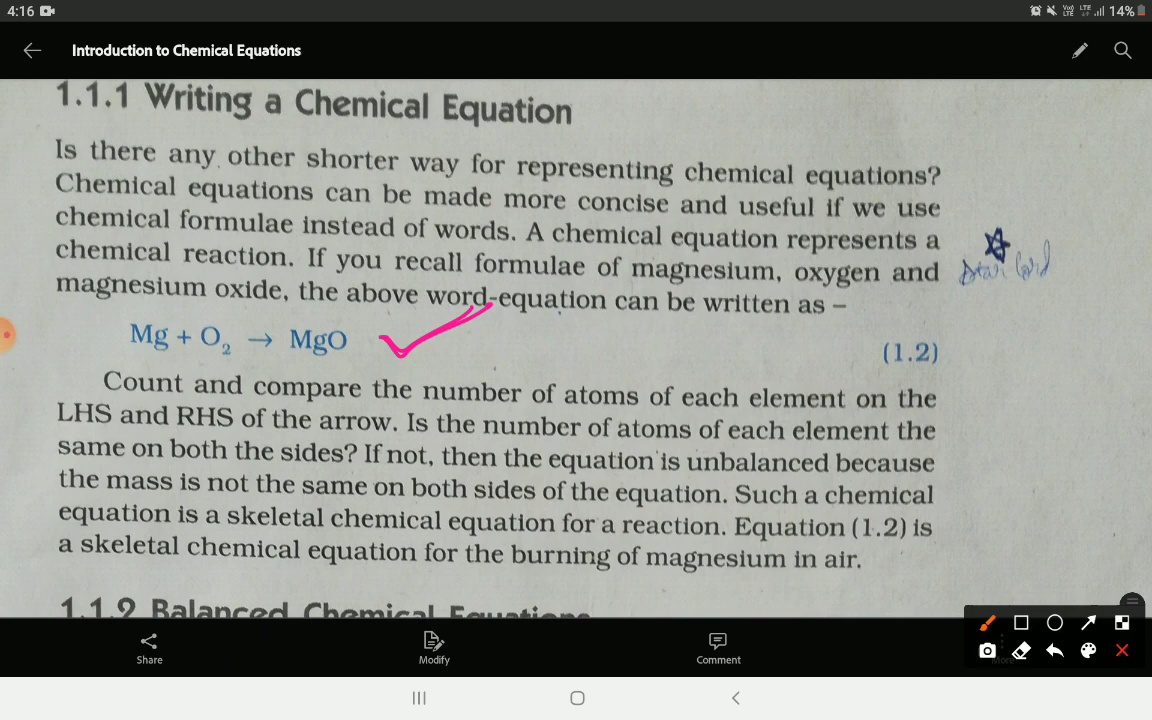 4:16
14%
Introduction to Chemical Equations
1.1.1 Writing a Chemical Equation
Is there any other shorter way for representing chemical equations?
Chemical equations can be made more concise and useful if we use
chemical formulae instead of words. A chemical equation represents a
chemical reaction. If you recall formulae of magnesium, oxygen and
magnesium oxide, the above word-equation can be written as –
Mg + O₂ → MgO
(1.2)
Count and compare the number of atoms of each element on the
LHS and RHS of the arrow. Is the number of atoms of each element the
same on both the sides? If not, then the equation is unbalanced because
the mass is not the same on both sides of the equation. Such a chemical
equation is a skeletal chemical equation for a reaction. Equation (1.2) is
a skeletal chemical equation for the burning of magnesium in air.
1.1.2 Balanced Chemical Equations
Share
Modify
Comment
More